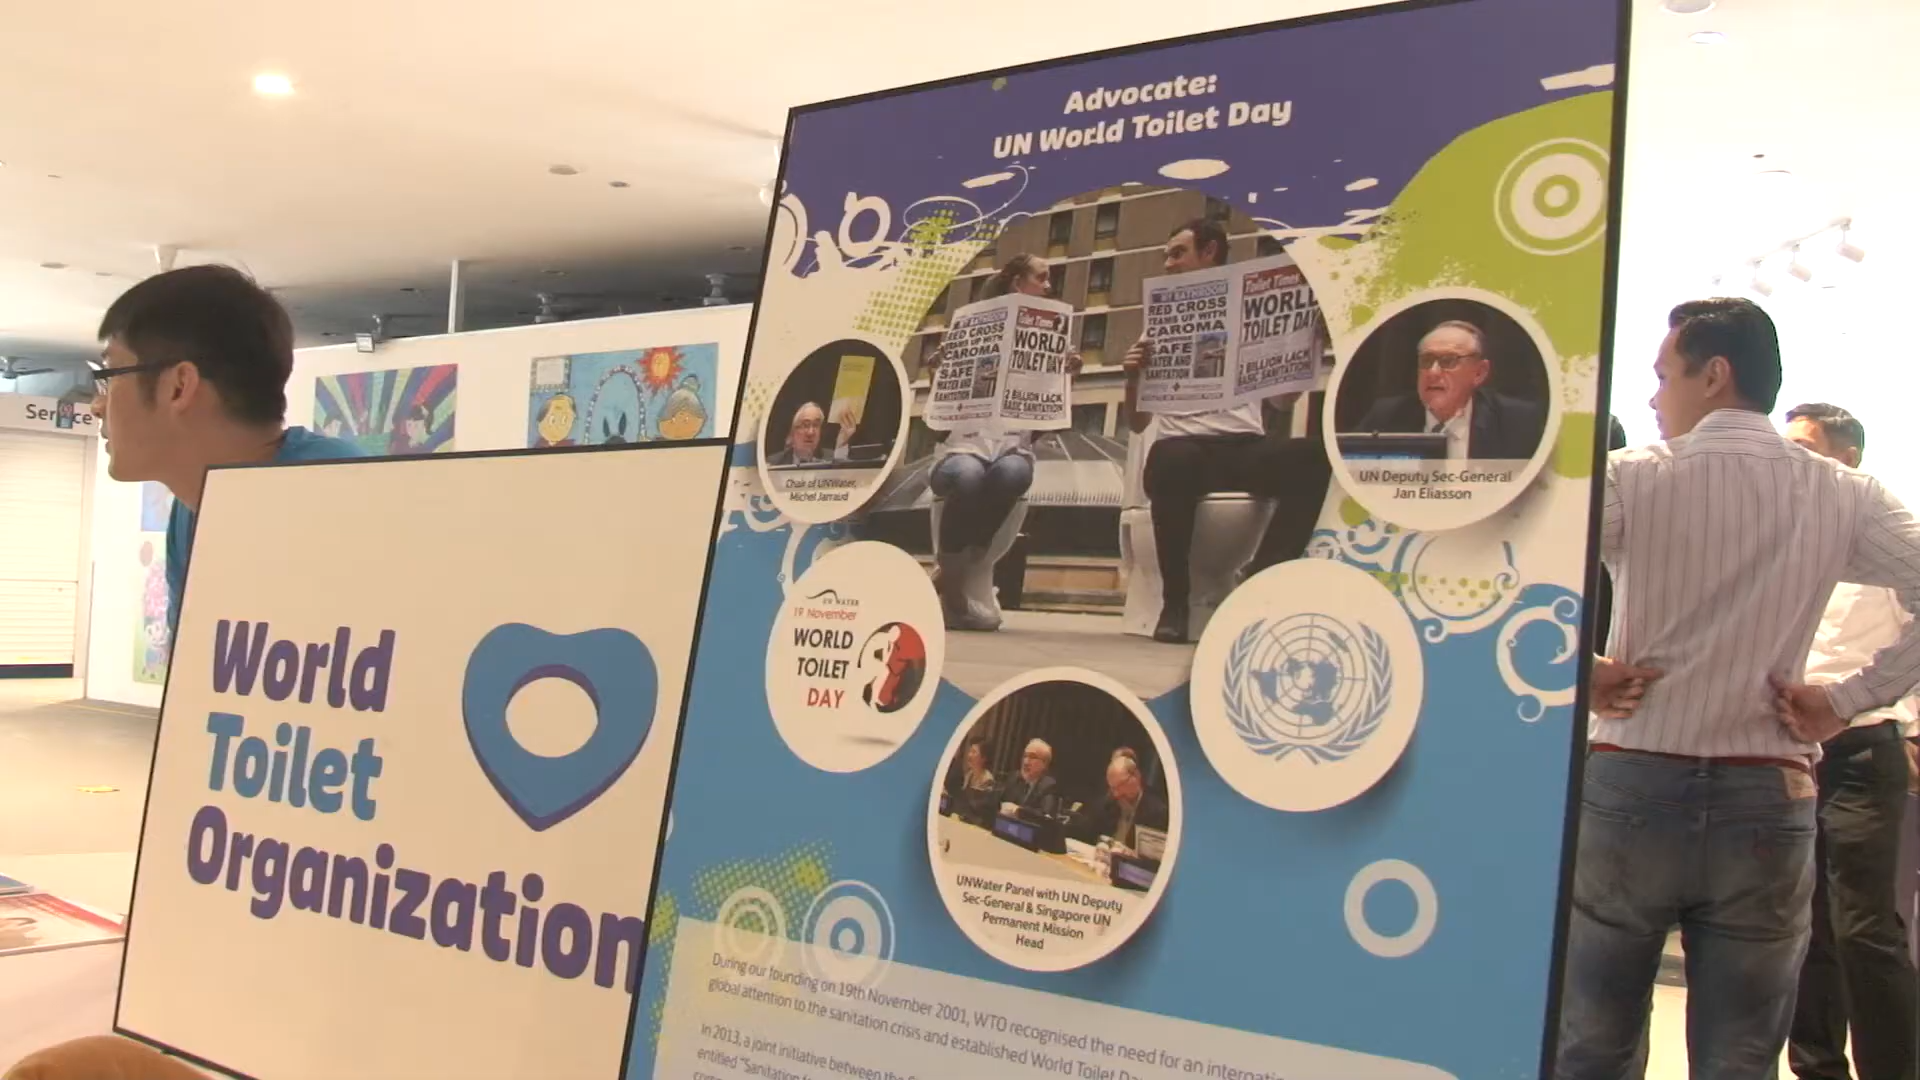 Advocate:
UN World Toilet Day
MY BATHROOM
RED CROSS
TEAMS UP WITH
CAROMA
SAFE
WATER AND
SANITATION
Toilet Times
WORLD
TOILET DAY
2 BILLION LACK
BASIC SANITATION
MY BATHROOM
RED CROSS
TEAMS UP WITH
CAROMA
SAFE
WATER AND
SANITATION
Toilet Times
WORLD
TOILET DAY
2 BILLION LACK
BASIC SANITATION
Chair of UNWater,
Michel Jarraud
UN Deputy Sec-General
Jan Eliasson
UN WATER
19 November
WORLD
TOILET
DAY
UNWater Panel with UN Deputy
Sec-General & Singapore UN
Permanent Mission
Head
During our founding on 19th November 2001, WTO recognised the need for an internatio
global attention to the sanitation crisis and established World Toilet Da
In 2013, a joint initiative between the
entitled "Sanitation
World
Toilet
Organization
Service